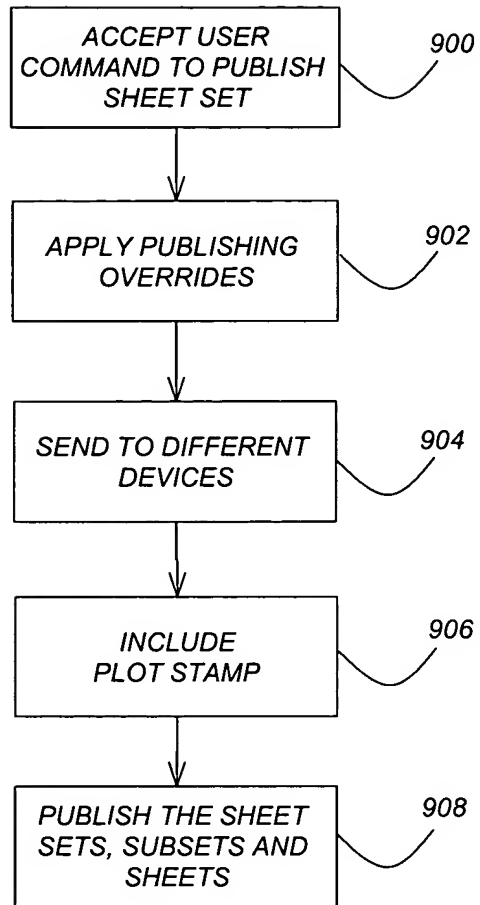 ACCEPT USER
COMMAND TO PUBLISH
SHEET SET
900
APPLY PUBLISHING
OVERRIDES
902
SEND TO DIFFERENT
DEVICES
904
INCLUDE
PLOT STAMP
906
PUBLISH THE SHEET
SETS, SUBSETS AND
SHEETS
908